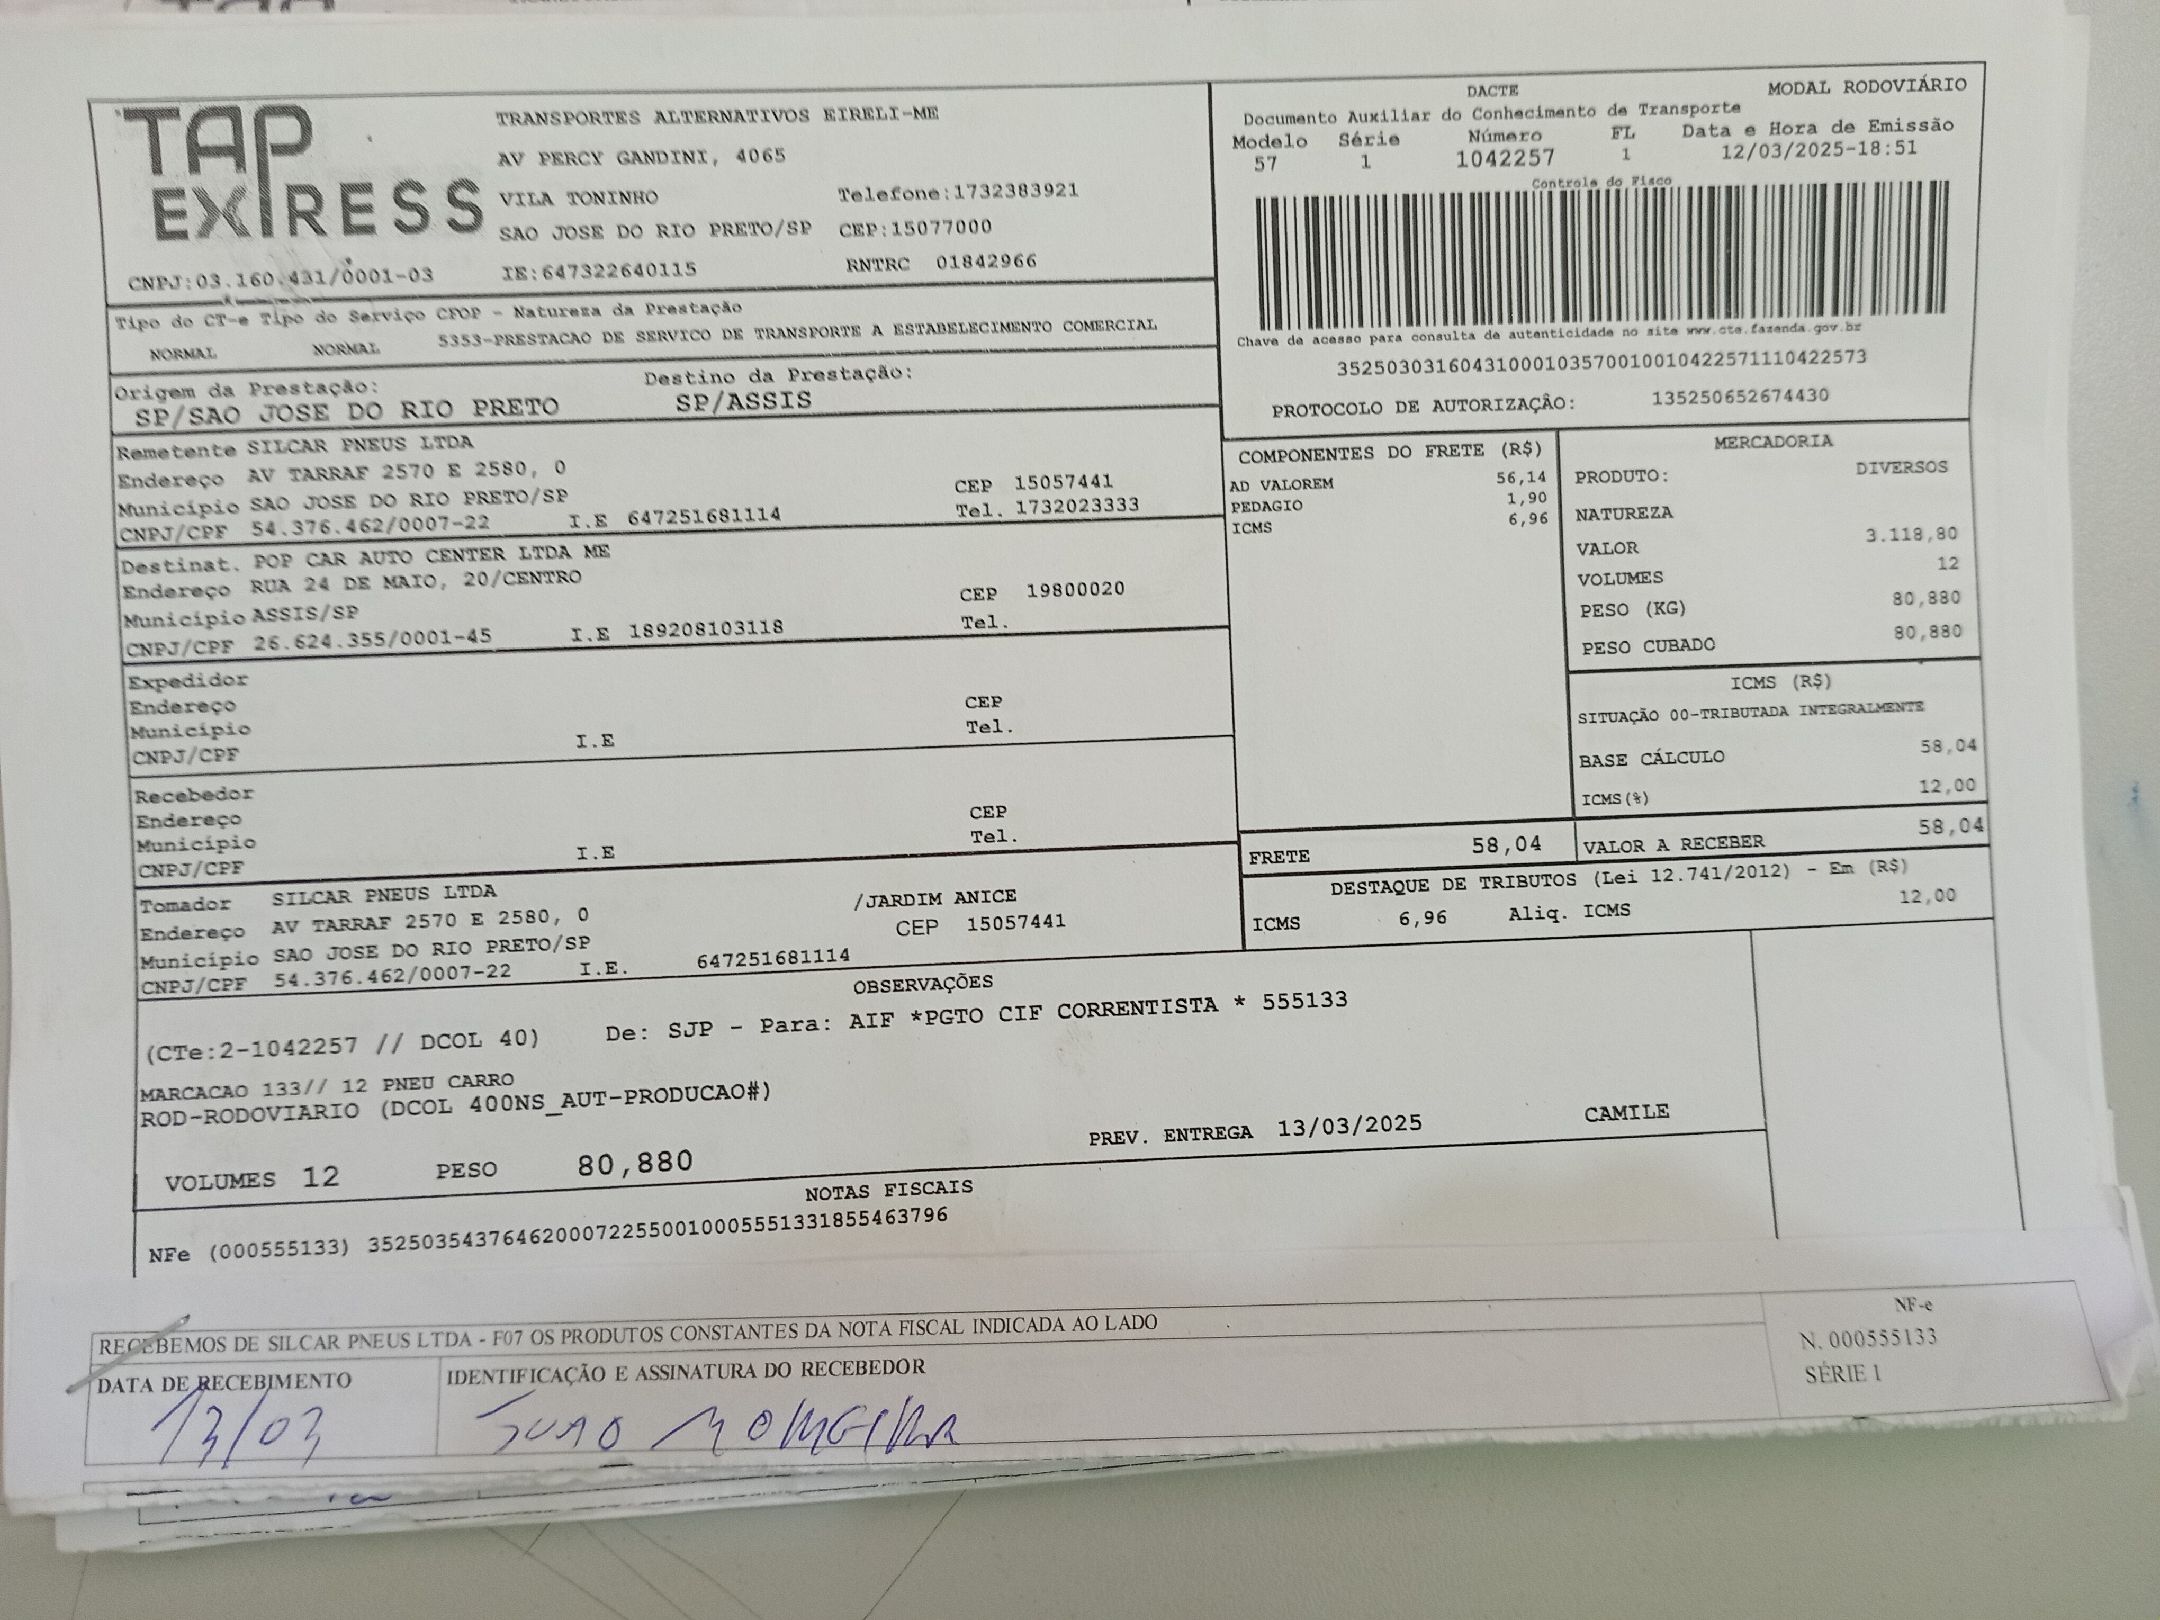 TAP
EXPRESS
TRANSPORTES ALTERNATIVOS EIRELI-ME
AV PERCY GANDINI, 4065
VILA TONINHO Telefone:1732383921
SAO JOSE DO RIO PRETO/SP CEP:15077000
CNPJ:03.160.431/0001-03 IE:647322640115 RNTRC 01842966
DACTE MODAL RODOVIÁRIO
Documento Auxiliar do Conhecimento de Transporte
Modelo Série Número FL Data e Hora de Emissão
57 1 1042257 1 12/03/2025-18:51
Controle do Fisco
Chave de acesso para consulta de autenticidade no site www.cte.fazenda.gov.br
35250303160431000103570010010422571110422573
PROTOCOLO DE AUTORIZAÇÃO: 135250652674430
Tipo do CT-e Tipo do Serviço CFOP - Natureza da Prestação
NORMAL NORMAL 5353-PRESTACAO DE SERVICO DE TRANSPORTE A ESTABELECIMENTO COMERCIAL
Origem da Prestação: Destino da Prestação:
SP/SAO JOSE DO RIO PRETO SP/ASSIS
Remetente SILCAR PNEUS LTDA
Endereço AV TARRAF 2570 E 2580, 0
Município SAO JOSE DO RIO PRETO/SP CEP 15057441
CNPJ/CPF 54.376.462/0007-22 I.E 647251681114 Tel. 1732023333
Destinat. POP CAR AUTO CENTER LTDA ME
Endereço RUA 24 DE MAIO, 20/CENTRO
Município ASSIS/SP CEP 19800020
CNPJ/CPF 26.624.355/0001-45 I.E 189208103118 Tel.
Expedidor
Endereço CEP
Município Tel.
CNPJ/CPF I.E
Recebedor
Endereço CEP
Município Tel.
CNPJ/CPF I.E
Tomador SILCAR PNEUS LTDA
Endereço AV TARRAF 2570 E 2580, 0 /JARDIM ANICE
Município SAO JOSE DO RIO PRETO/SP CEP 15057441
CNPJ/CPF 54.376.462/0007-22 I.E. 647251681114
COMPONENTES DO FRETE (R$)
AD VALOREM 56,14
PEDAGIO 1,90
ICMS 6,96
MERCADORIA
PRODUTO: DIVERSOS
NATUREZA
VALOR 3.118,80
VOLUMES 12
PESO (KG) 80,880
PESO CUBADO 80,880
ICMS (R$)
SITUAÇÃO 00-TRIBUTADA INTEGRALMENTE
BASE CÁLCULO 58,04
ICMS(%) 12,00
FRETE 58,04 VALOR A RECEBER 58,04
DESTAQUE DE TRIBUTOS (Lei 12.741/2012) - Em (R$)
ICMS 6,96 Aliq. ICMS 12,00
OBSERVAÇÕES
(CTe:2-1042257 // DCOL 40) De: SJP - Para: AIF *PGTO CIF CORRENTISTA * 555133
MARCACAO 133// 12 PNEU CARRO
ROD-RODOVIARIO (DCOL 400NS_AUT-PRODUCAO#)
VOLUMES 12 PESO 80,880 PREV. ENTREGA 13/03/2025 CAMILE
NOTAS FISCAIS
NFe (000555133) 35250354376462000722550010005551331855463796
RECEBEMOS DE SILCAR PNEUS LTDA - F07 OS PRODUTOS CONSTANTES DA NOTA FISCAL INDICADA AO LADO
DATA DE RECEBIMENTO IDENTIFICAÇÃO E ASSINATURA DO RECEBEDOR
13/03
NF-e
N. 000555133
SÉRIE 1